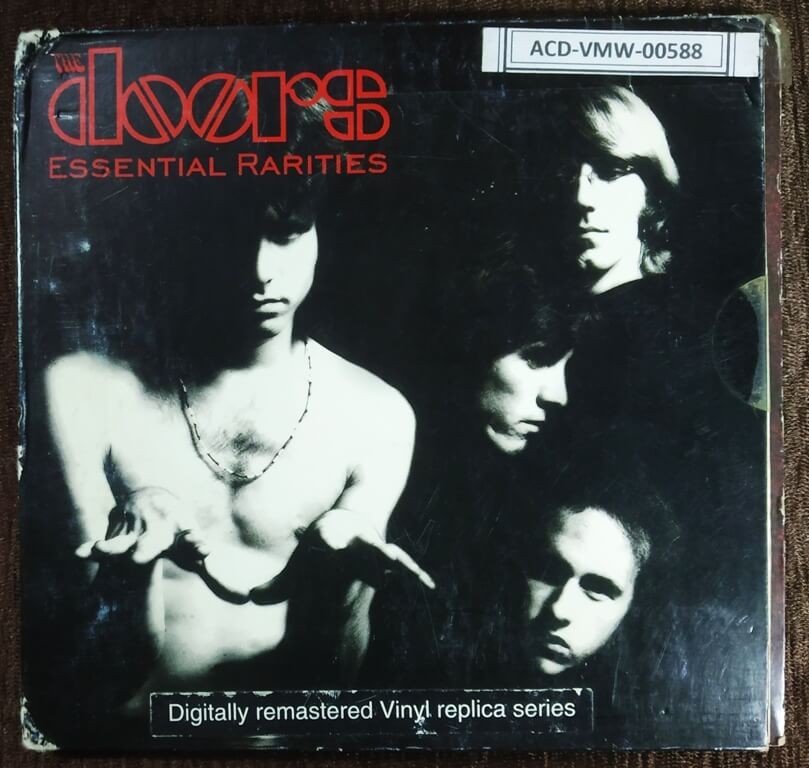 ACD-VMW-00588
THE
doors
ESSENTIAL RARITIES
Digitally remastered Vinyl replica series